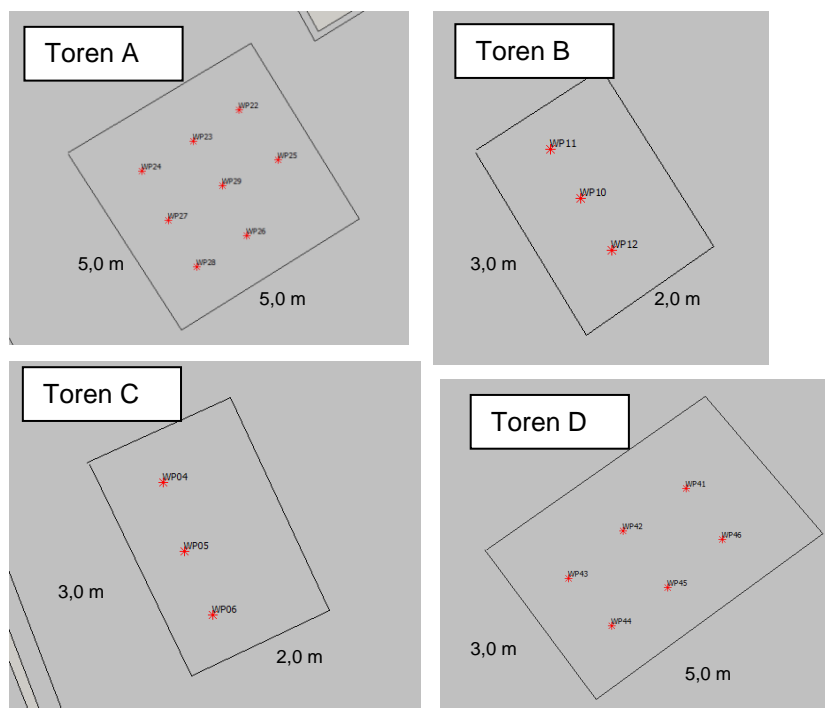 Toren A
WP22
WP23
WP24
WP25
WP29
WP27
WP26
WP28
5,0 m
5,0 m
Toren B
WP11
WP10
WP12
3,0 m
2,0 m
Toren C
WP04
WP05
WP06
3,0 m
2,0 m
Toren D
WP41
WP42
WP46
WP43
WP45
WP44
3,0 m
5,0 m